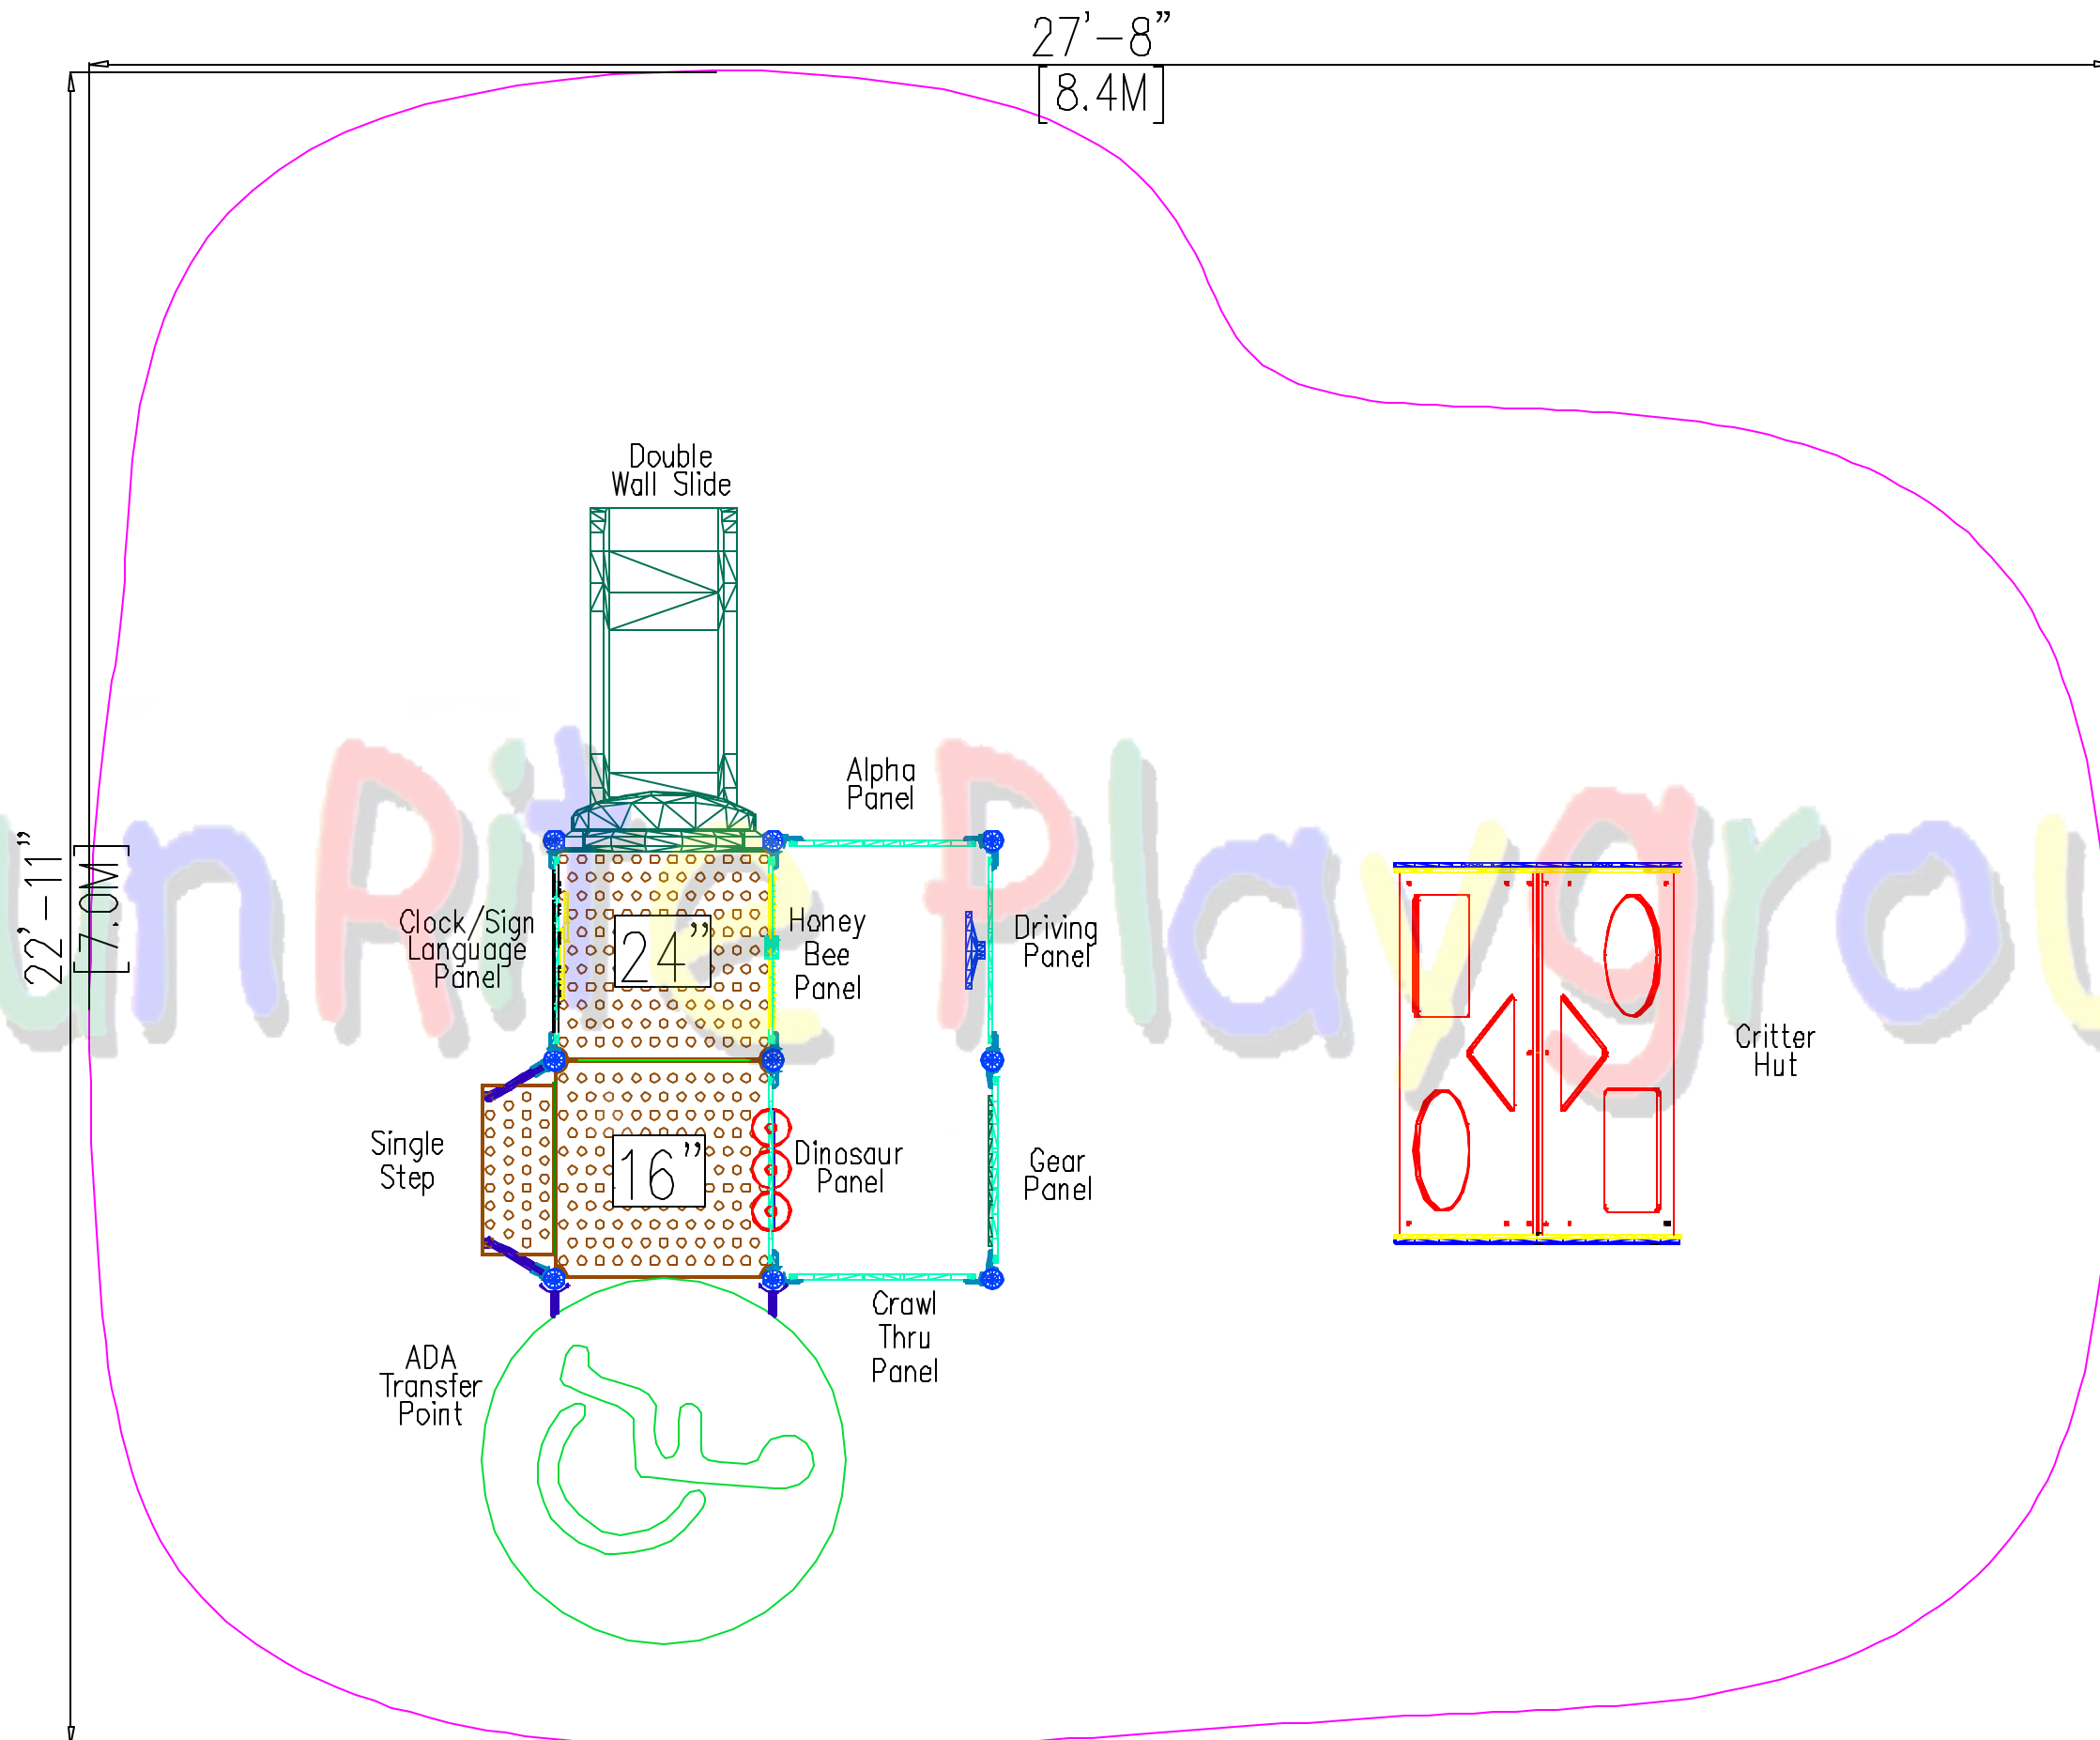 27'-8"
[8.4M]
22'-11"
[7.0M]
Double
Wall Slide
Alpha
Panel
Clock/Sign
Language
Panel
24"
Honey
Bee
Panel
Driving
Panel
Critter
Hut
Single
Step
16"
Dinosaur
Panel
Gear
Panel
Crawl
Thru
Panel
ADA
Transfer
Point
unRite Playgrou